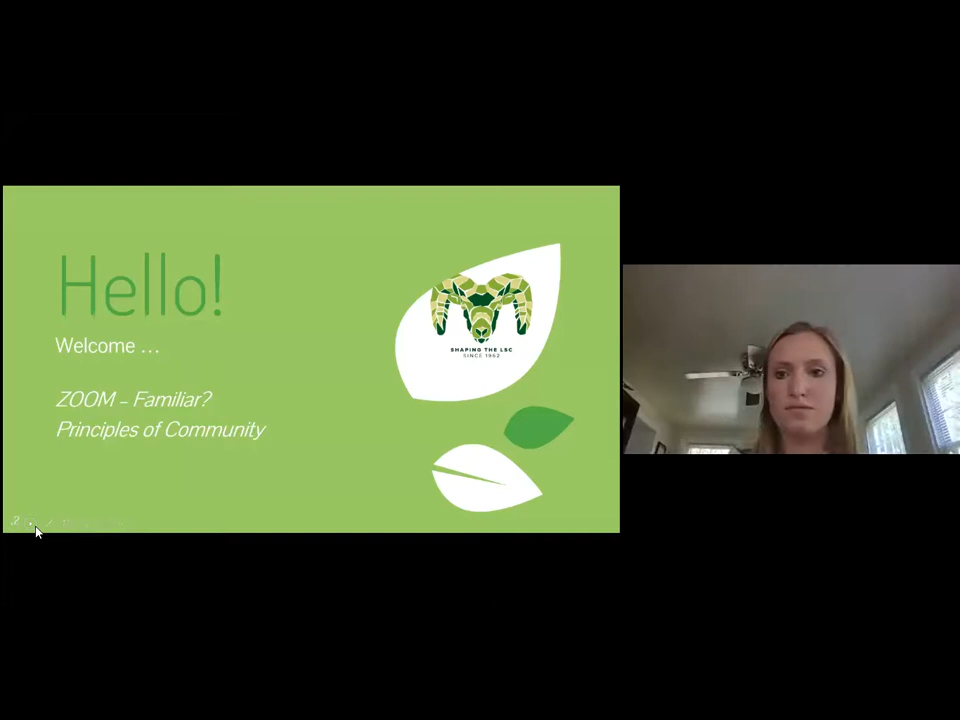 Hello!
Welcome …
ZOOM – Familiar?
Principles of Community
SHAPING THE LSC
SINCE 1962